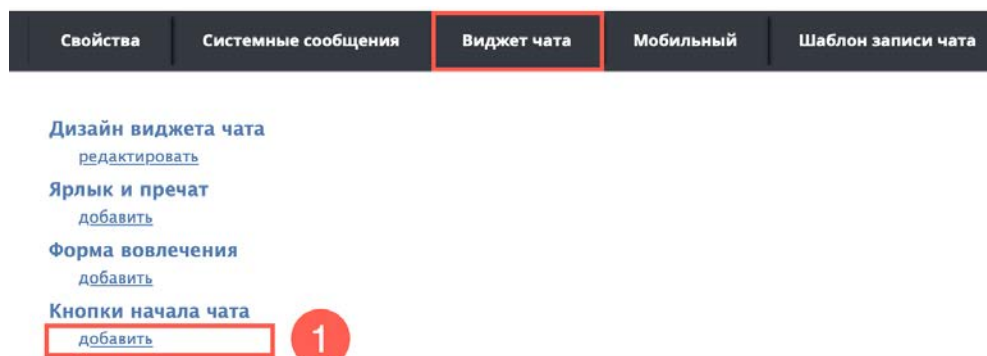 Свойства Системные сообщения Виджет чата Мобильный Шаблон записи чата
Дизайн виджета чата
редактировать
Ярлык и пречат
добавить
Форма вовлечения
добавить
Кнопки начала чата
добавить 1